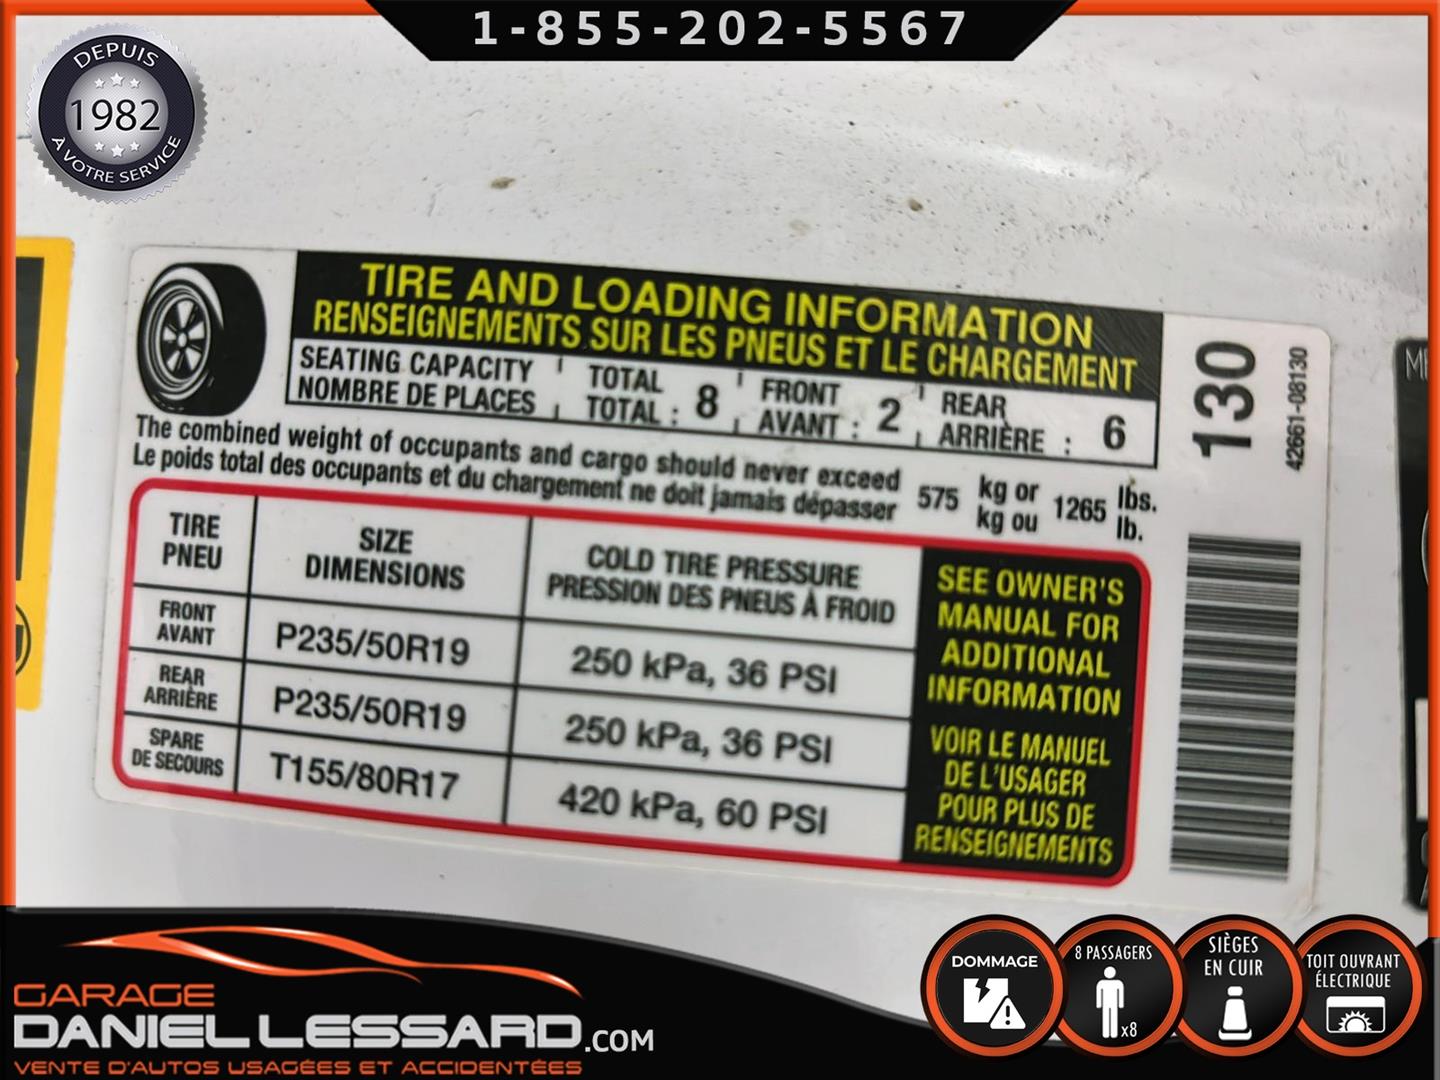 1-855-202-5567
DEPUIS
1982
À VOTRE SERVICE
TIRE AND LOADING INFORMATION
RENSEIGNEMENTS SUR LES PNEUS ET LE CHARGEMENT
SEATING CAPACITY TOTAL FRONT REAR
NOMBRE DE PLACES TOTAL : 8 AVANT : 2 ARRIÈRE : 6
The combined weight of occupants and cargo should never exceed 575 kg or 1265 lbs.
Le poids total des occupants et du chargement ne doit jamais dépasser kg ou lb.
130
42661-08130
TIRE SIZE COLD TIRE PRESSURE
PNEU DIMENSIONS PRESSION DES PNEUS À FROID
FRONT
AVANT P235/50R19 250 kPa, 36 PSI
REAR
ARRIÈRE P235/50R19 250 kPa, 36 PSI
SPARE
DE SECOURS T155/80R17 420 kPa, 60 PSI
SEE OWNER'S
MANUAL FOR
ADDITIONAL
INFORMATION
VOIR LE MANUEL
DE L'USAGER
POUR PLUS DE
RENSEIGNEMENTS
GARAGE
DANIEL LESSARD.COM
VENTE D'AUTOS USAGÉES ET ACCIDENTÉES
DOMMAGE
8 PASSAGERS
x8
SIÈGES
EN CUIR
TOIT OUVRANT
ÉLECTRIQUE